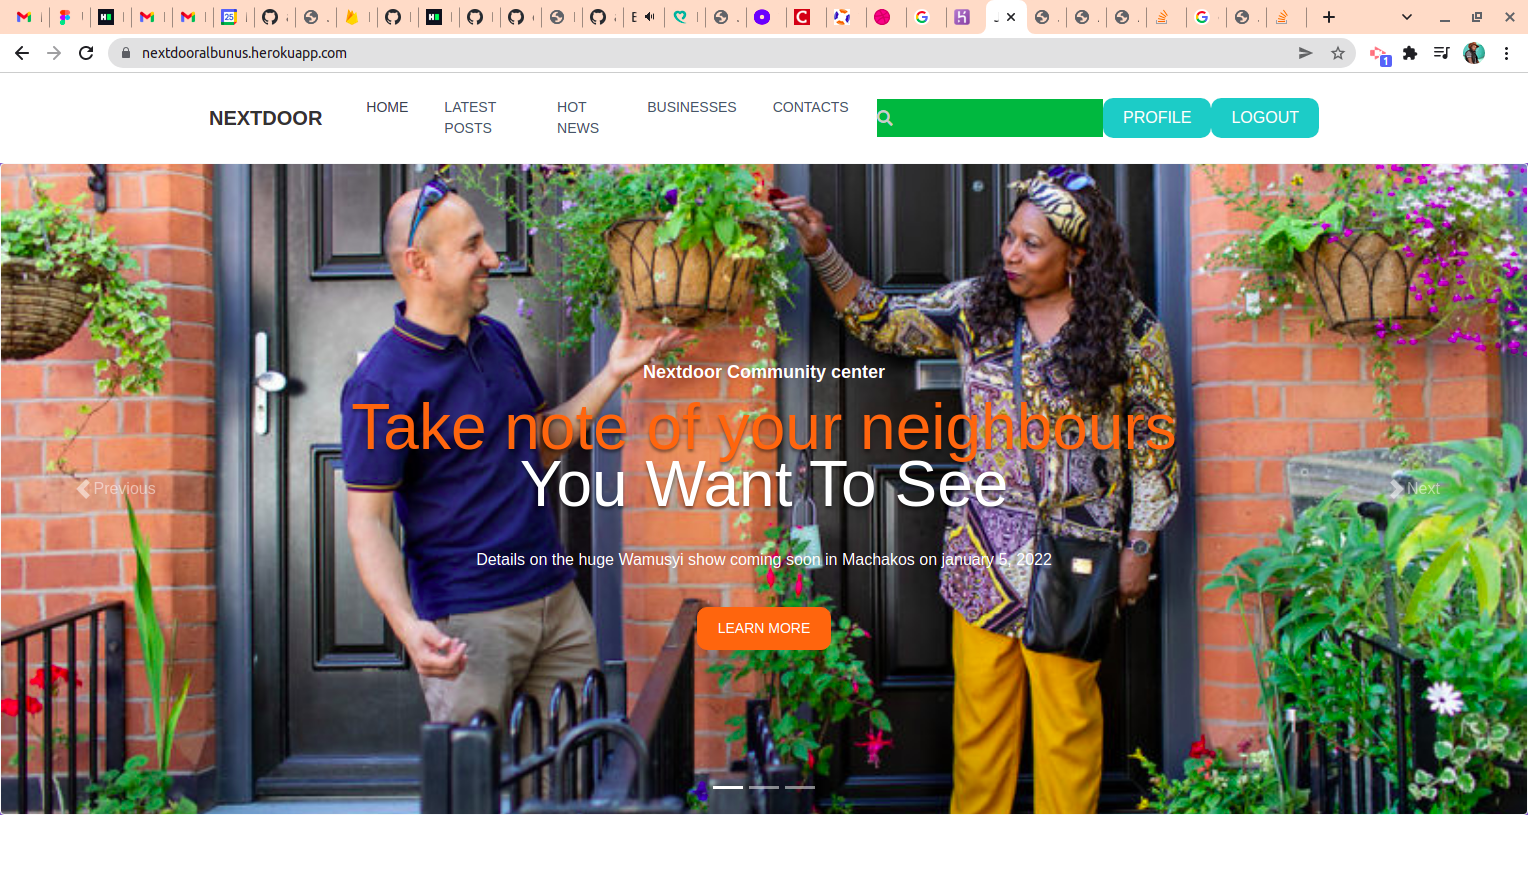 25
1
nextdooralbunus.herokuapp.com
NEXTDOOR
HOME
LATEST POSTS
HOT NEWS
BUSINESSES
CONTACTS
PROFILE
LOGOUT
Nextdoor Community center
Take note of your neighbours
You Want To See
Previous
Next
Details on the huge Wamusyi show coming soon in Machakos on january 5, 2022
LEARN MORE